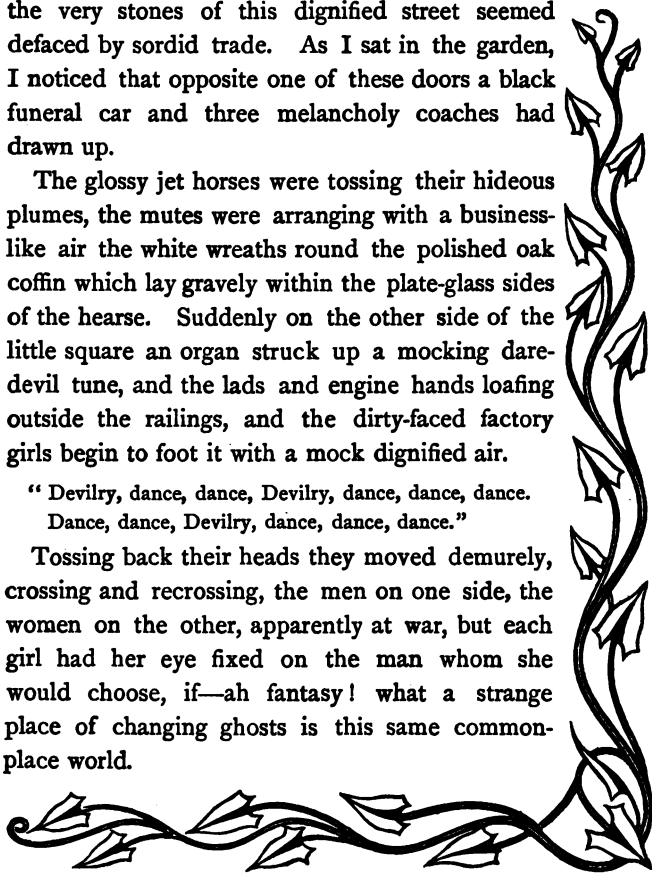 the very stones of this dignified street seemed
defaced by sordid trade. As I sat in the garden,
I noticed that opposite one of these doors a black
funeral car and three melancholy coaches had
drawn up.
The glossy jet horses were tossing their hideous
plumes, the mutes were arranging with a business-
like air the white wreaths round the polished oak
coffin which lay gravely within the plate-glass sides
of the hearse. Suddenly on the other side of the
little square an organ struck up a mocking dare-
devil tune, and the lads and engine hands loafing
outside the railings, and the dirty-faced factory
girls begin to foot it with a mock dignified air.
“ Devilry, dance, dance, Devilry, dance, dance, dance.
Dance, dance, Devilry, dance, dance, dance.”
Tossing back their heads they moved demurely,
crossing and recrossing, the men on one side, the
women on the other, apparently at war, but each
girl had her eye fixed on the man whom she
would choose, if—ah fantasy! what a strange
place of changing ghosts is this same common-
place world.